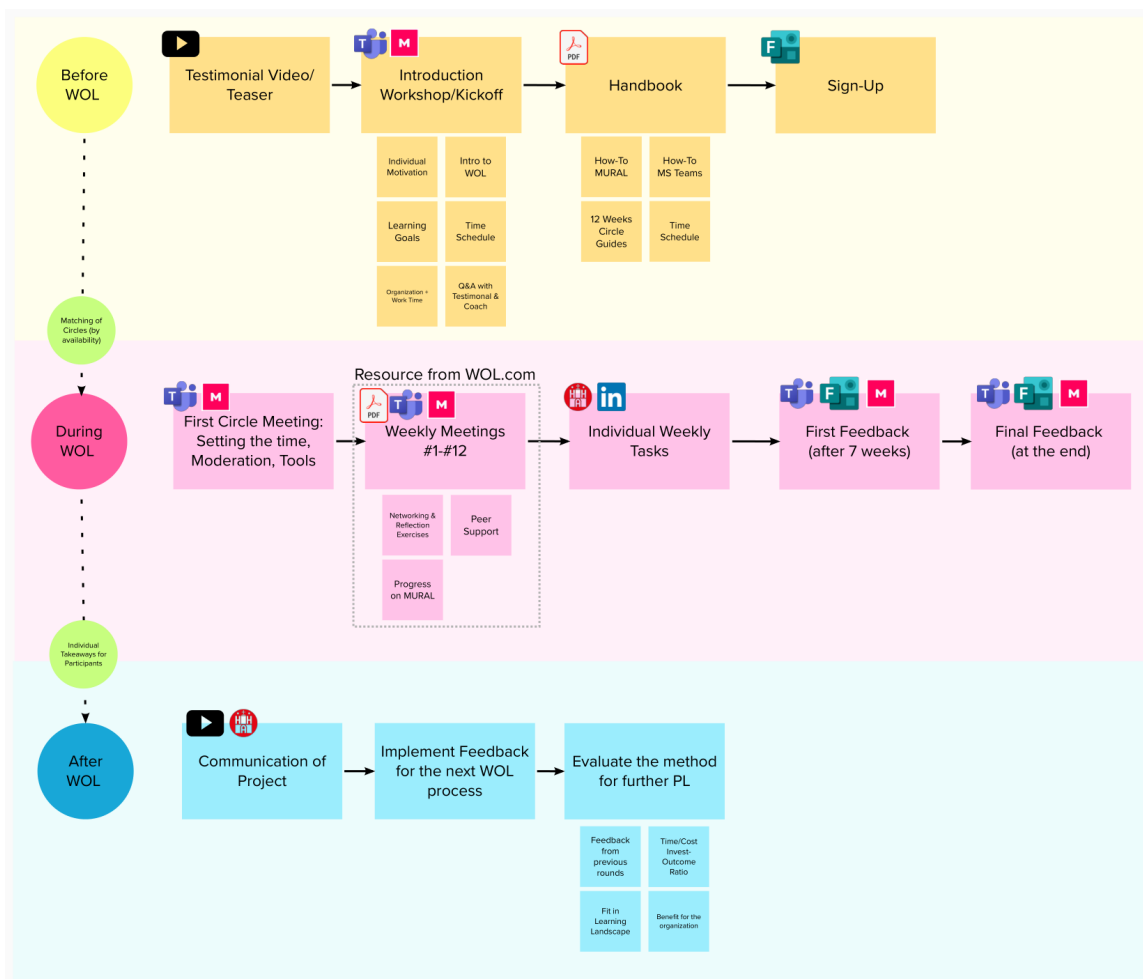 Before
WOL
Testimonial Video/
Teaser
T
M
Introduction
Workshop/Kickoff
PDF
Handbook
F
Sign-Up
Individual
Motivation
Intro to
WOL
Learning
Goals
Time
Schedule
Organization +
Work Time
Q&A with
Testimonal &
Coach
How-To
MURAL
How-To
MS Teams
12 Weeks
Circle
Guides
Time
Schedule
Matching of
Circles (by
availability)
During
WOL
T
M
First Circle Meeting:
Setting the time,
Moderation, Tools
Resource from WOL.com
PDF
T
M
Weekly Meetings
#1-#12
in
Individual Weekly
Tasks
T
F
M
First Feedback
(after 7 weeks)
T
F
M
Final Feedback
(at the end)
Networking &
Reflection
Exercises
Peer
Support
Progress
on MURAL
Individual
Takeaways for
Participants
After
WOL
Communication of
Project
Implement Feedback
for the next WOL
process
Evaluate the method
for further PL
Feedback
from
previous
rounds
Time/Cost
Invest-
Outcome
Ratio
Fit in
Learning
Landscape
Benefit for the
organization